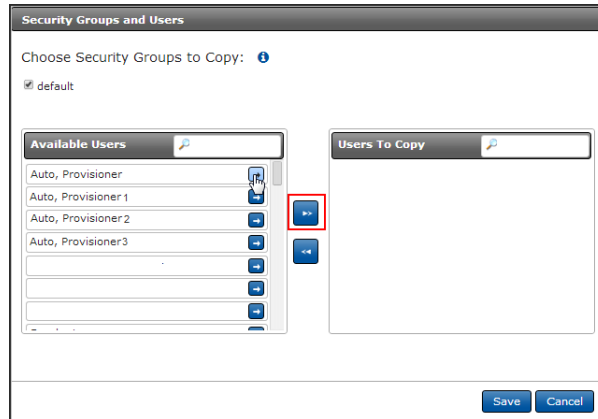 Security Groups and Users
Choose Security Groups to Copy:
default
Available Users
Users To Copy
Auto, Provisioner
Auto, Provisioner1
Auto, Provisioner2
Auto, Provisioner3
Save Cancel